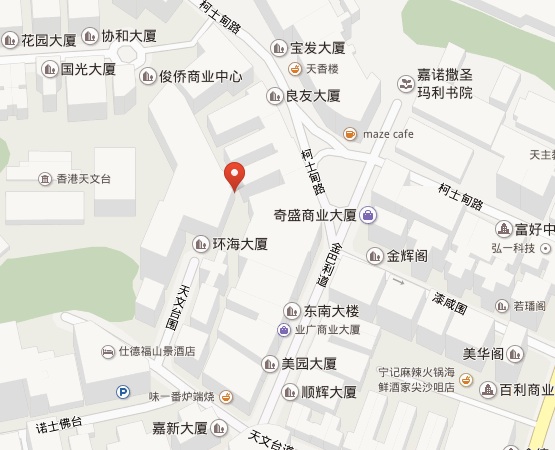 柯士甸路
花园大厦
协和大厦
宝发大厦
国光大厦
俊侨商业中心
天香楼
嘉诺撒圣
玛利书院
良友大厦
maze cafe
柯士甸路
天主教
香港天文台
柯士甸路
奇盛商业大厦
富好中
环海大厦
金巴利道
金辉阁
弘一科技
天文台围
漆咸围
若璠阁
东南大楼
业广商业大厦
仕德福山景酒店
美华阁
美园大厦
宁记麻辣火锅海
鲜酒家尖沙咀店
P
味一番炉端烧
顺辉大厦
百利商业
诺士佛台
嘉新大厦
天文台道